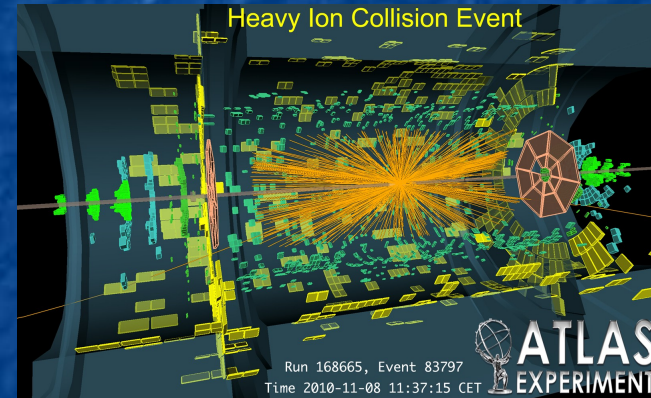 Heavy Ion Collision Event
Run 168665, Event 83797
Time 2010-11-08 11:37:15 CET
ATLAS
EXPERIMENT